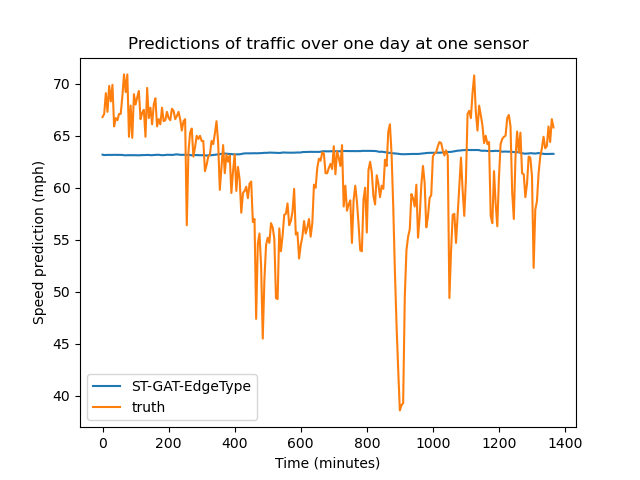 Predictions of traffic over one day at one sensor
70
65
60
55
50
45
40
Speed prediction (mph)
ST-GAT-EdgeType
truth
0 200 400 600 800 1000 1200 1400
Time (minutes)